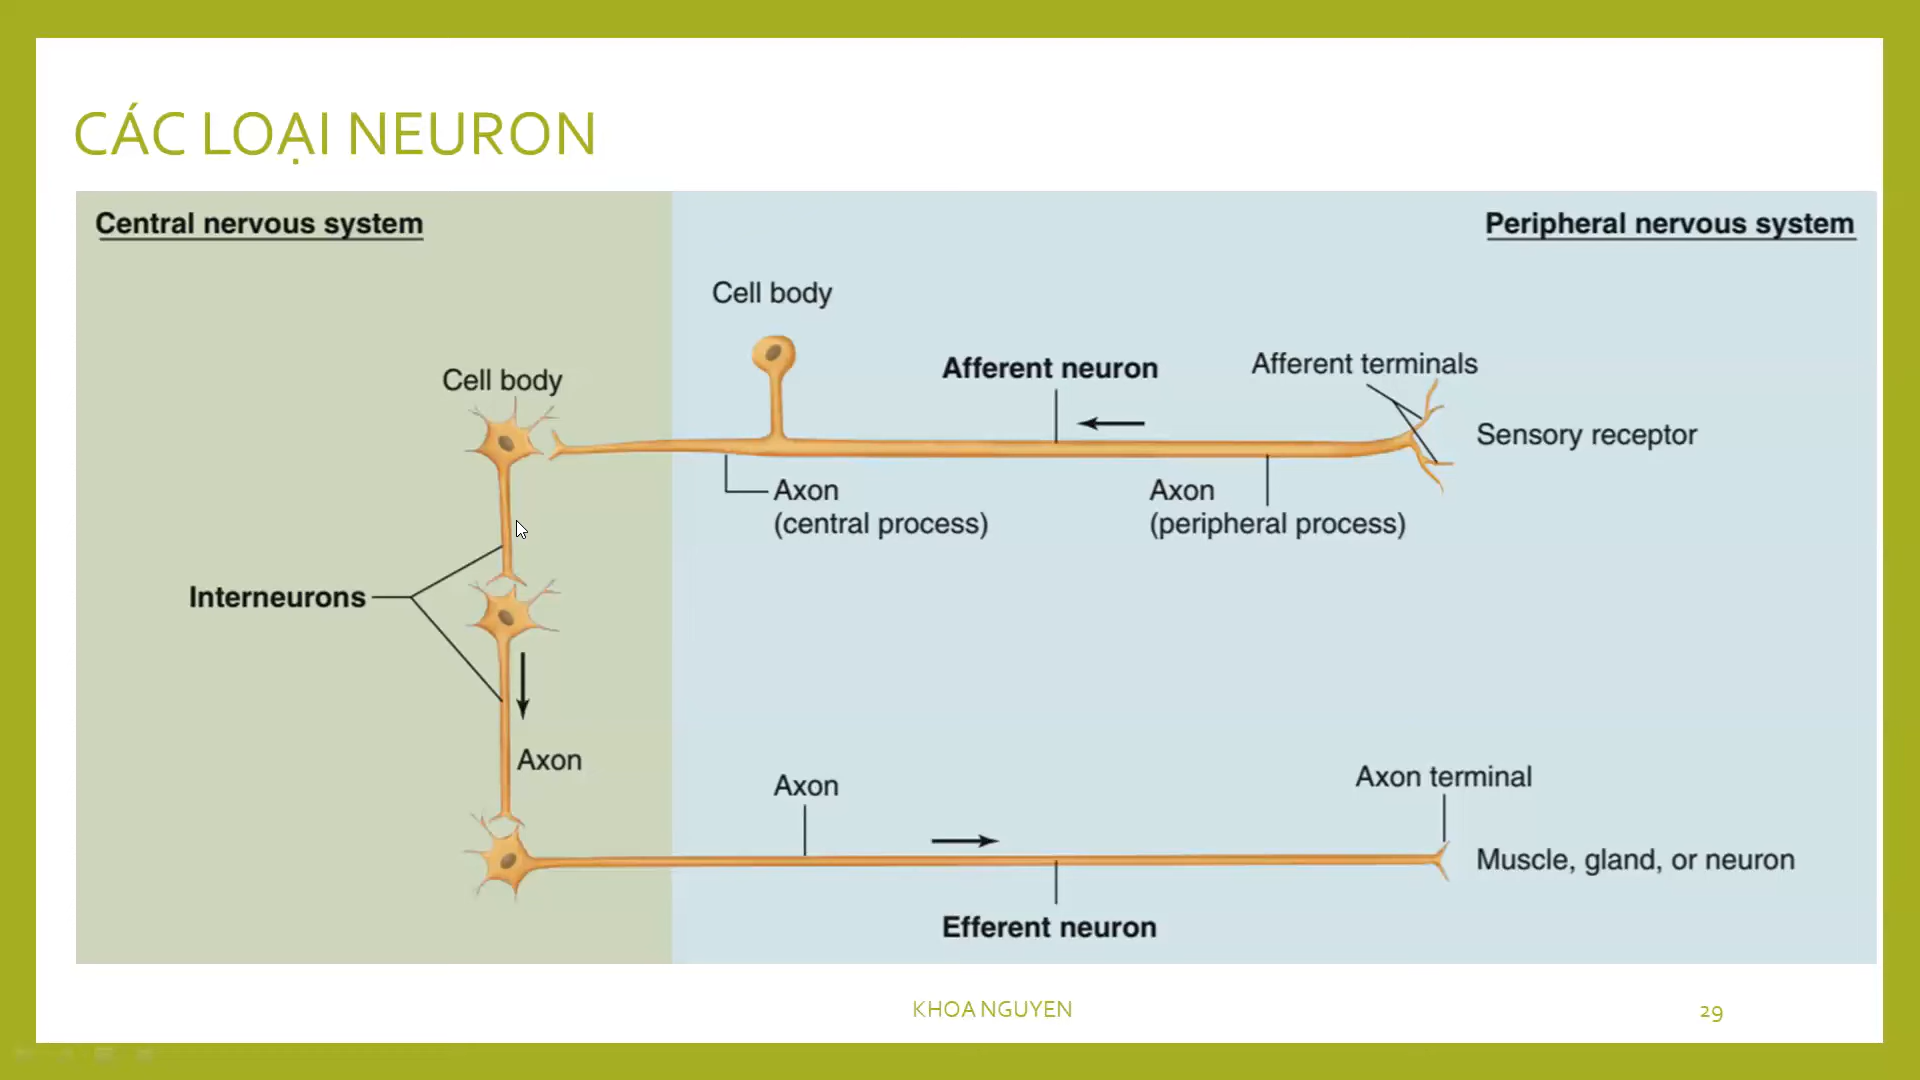 CÁC LOẠI NEURON
Central nervous system
Peripheral nervous system
Cell body
Cell body
Afferent neuron
Afferent terminals
Sensory receptor
Axon
(central process)
Axon
(peripheral process)
Interneurons
Axon
Axon
Axon terminal
Muscle, gland, or neuron
Efferent neuron
KHOA NGUYEN
29